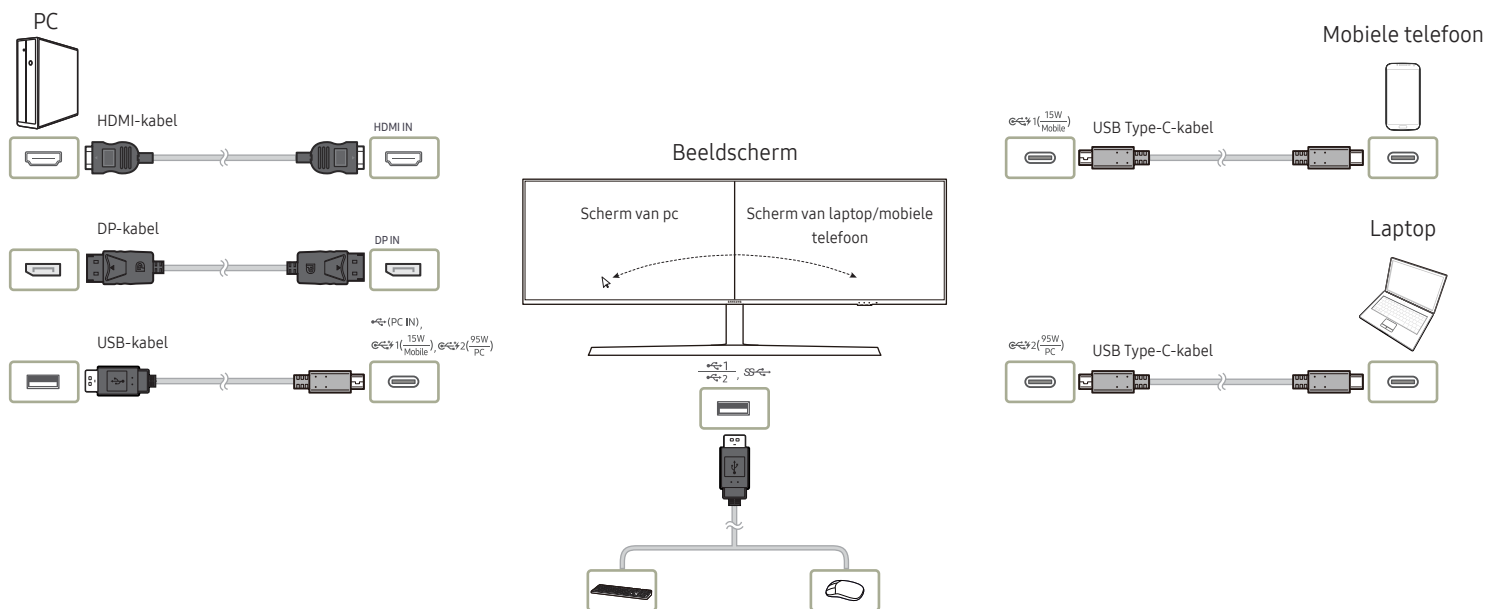 PC
HDMI-kabel
HDMI IN
DP-kabel
DP IN
USB-kabel
(PC IN),
1(15W/Mobile), 2(95W/PC)
Beeldscherm
Scherm van pc
Scherm van laptop/mobiele
telefoon
SAMSUNG
1
2, SS
Mobiele telefoon
1(15W/Mobile)
USB Type-C-kabel
Laptop
2(95W/PC)
USB Type-C-kabel